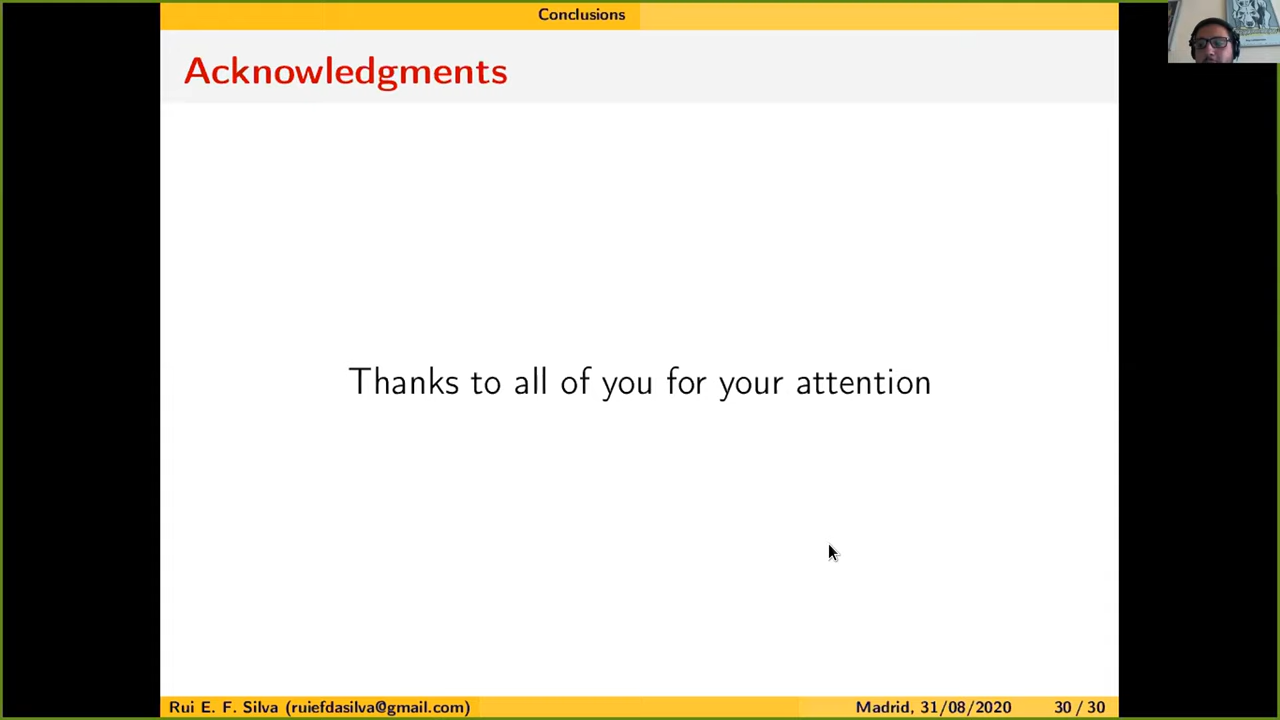 Conclusions
Acknowledgments
Thanks to all of you for your attention
Rui E. F. Silva (ruiefdasilva@gmail.com) Madrid, 31/08/2020 30 / 30